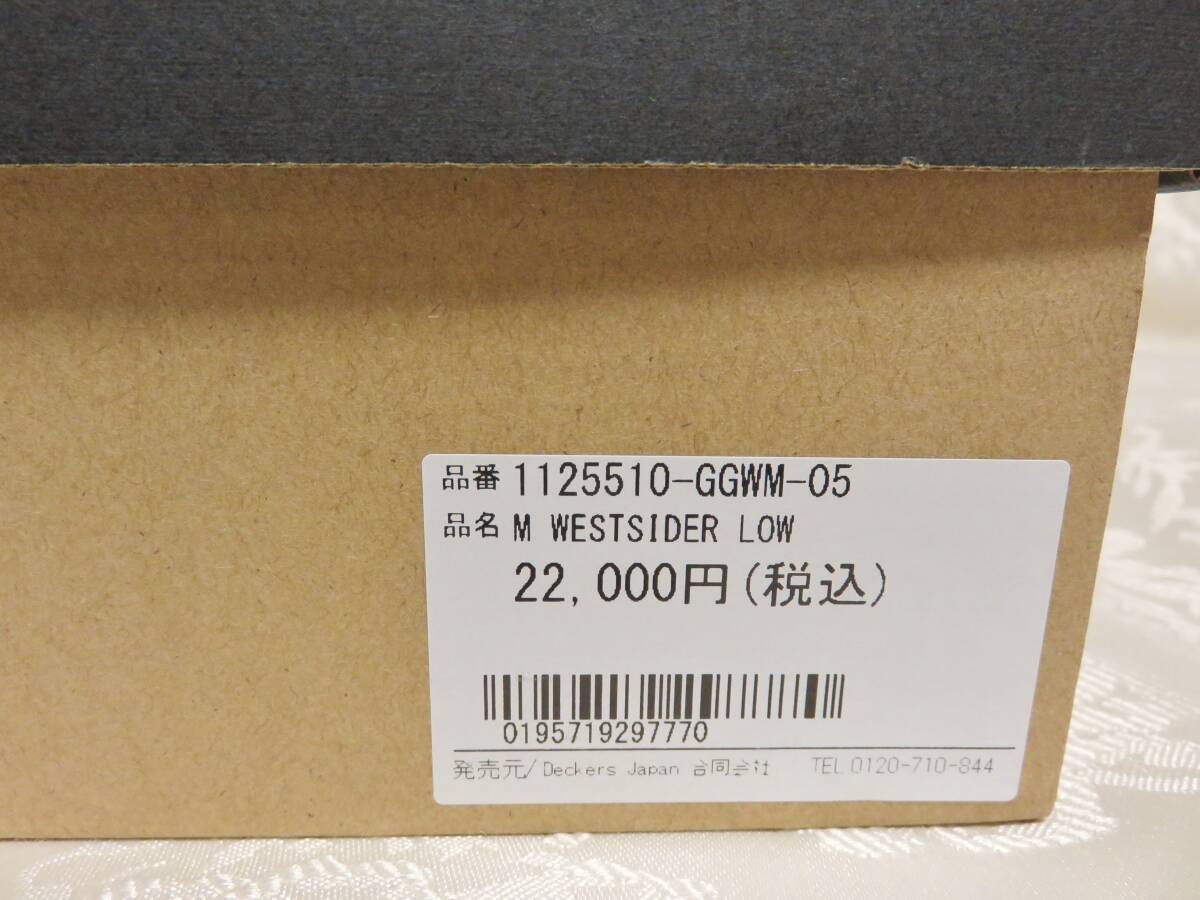 品番 1125510-GGWM-05
品名 M WESTSIDER LOW
22,000円(税込)
0195719297770
発売元/Deckers Japan 合同会社 TEL 0120-710-844